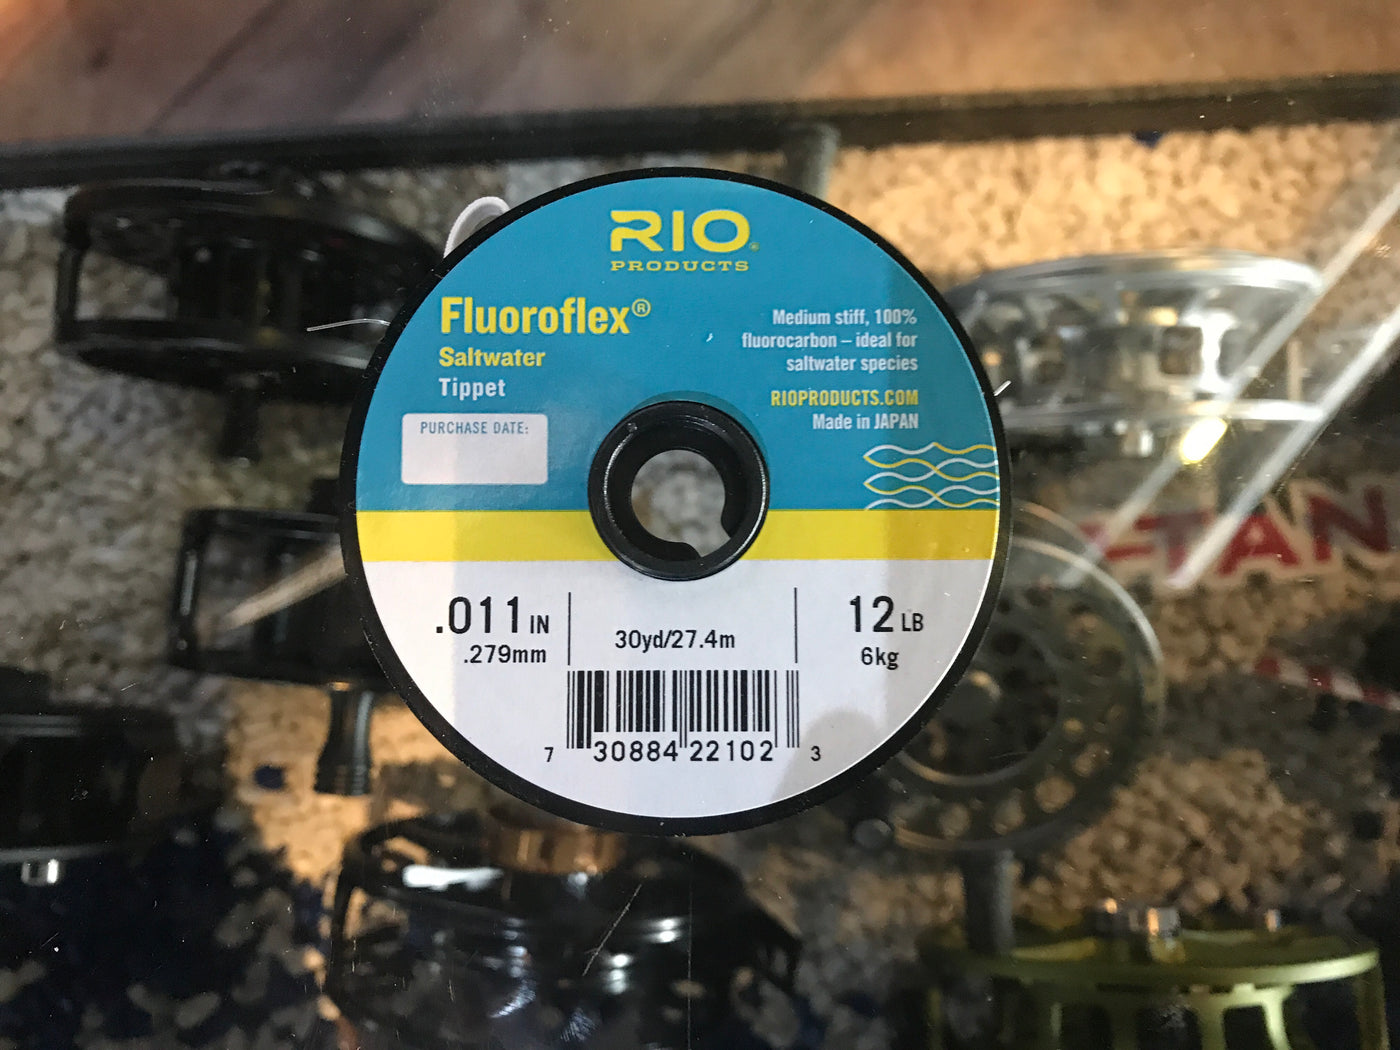 RIO®
PRODUCTS
Fluoroflex®
Saltwater
Tippet
PURCHASE DATE:
Medium stiff, 100%
fluorocarbon – ideal for
saltwater species
RIOPRODUCTS.COM
Made in JAPAN
.011 IN
.279mm
30yd/27.4m
12 LB
6kg
7 30884 22102 3